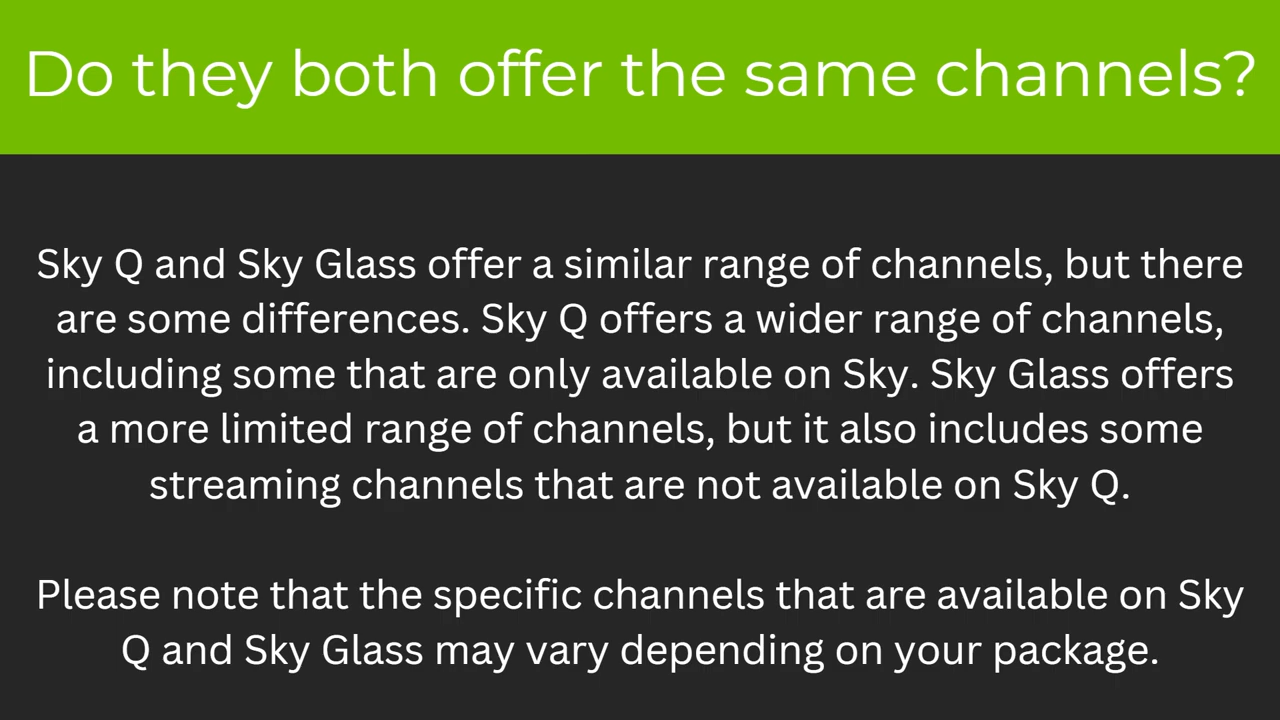 Do they both offer the same channels?
Sky Q and Sky Glass offer a similar range of channels, but there
are some differences. Sky Q offers a wider range of channels,
including some that are only available on Sky. Sky Glass offers
a more limited range of channels, but it also includes some
streaming channels that are not available on Sky Q.
Please note that the specific channels that are available on Sky
Q and Sky Glass may vary depending on your package.